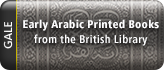 GALE
Early Arabic Printed Books
from the British Library